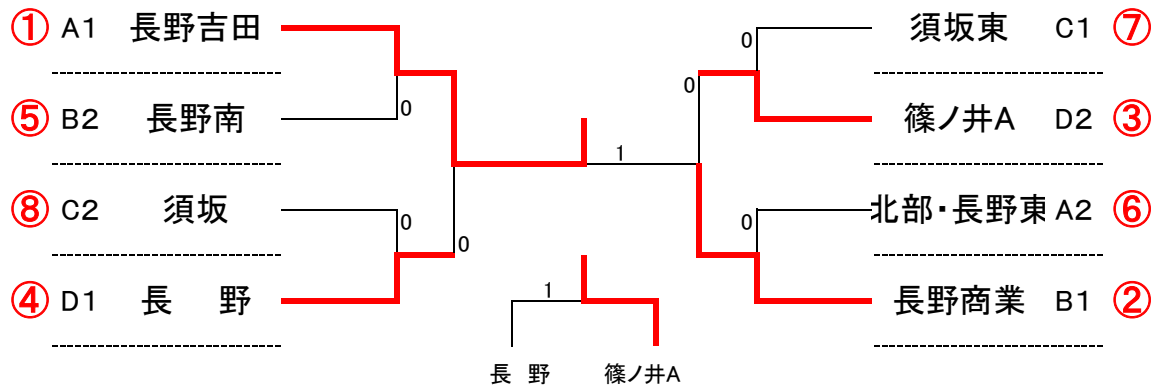 ① A1 長野吉田
0
⑤ B2 長野南
⑧ C2 須坂
0
0
④ D1 長 野
1
0
須坂東 C1 ⑦
0
篠ノ井A D2 ③
北部・長野東 A2 ⑥
0
長野商業 B1 ②
1
長 野 篠ノ井A